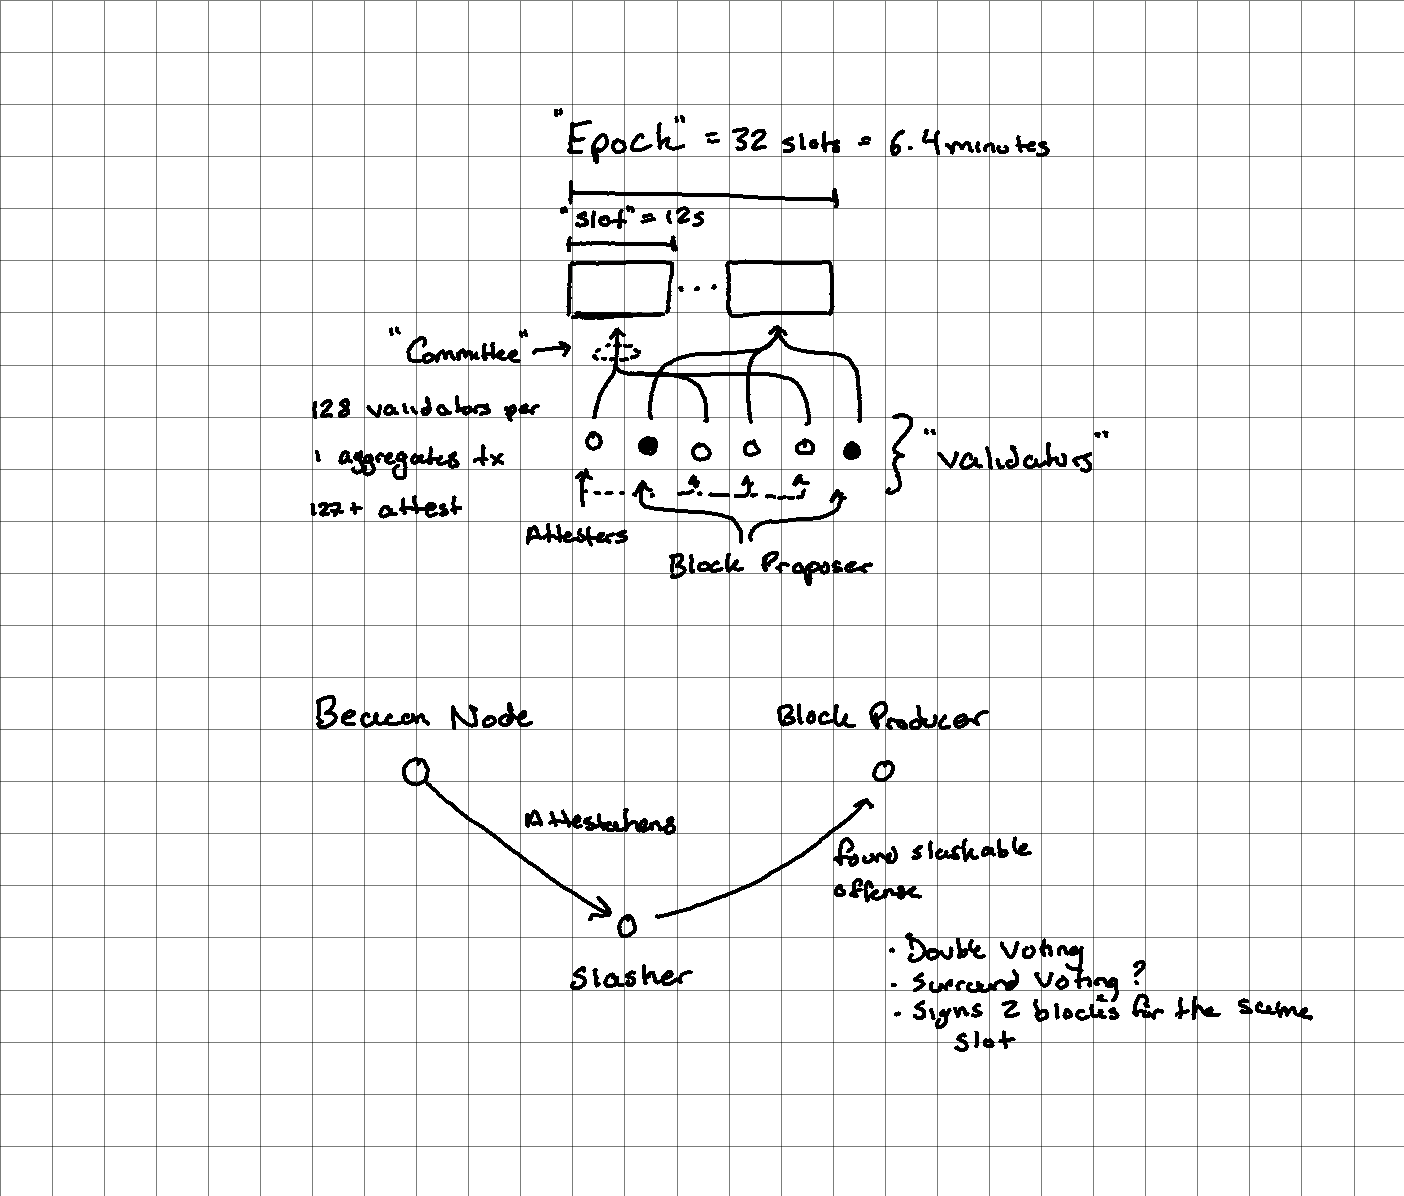 "Epoch" = 32 slots = 6.4 minutes
"slot" = 12s
...
"Committee"
128 validators per
1 aggregates tx
127+ attest
"validators"
Attesters
Block Proposer
Beacon Node
Block Producer
Attestations
found slashable
offense
Slasher
· Double Voting
· Surround Voting?
· Signs 2 blocks for the same
slot